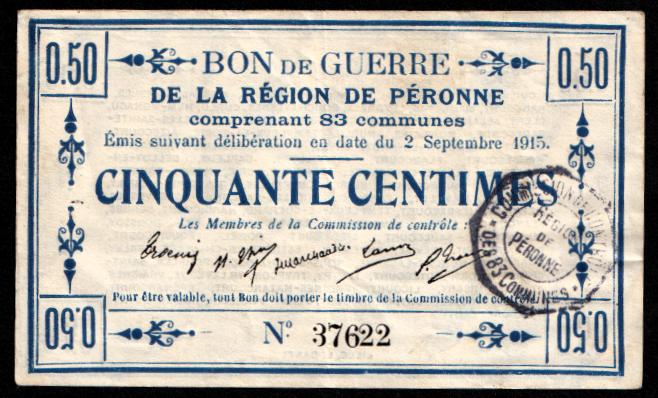 0.50
0.50
BON DE GUERRE
DE LA RÉGION DE PÉRONNE
comprenant 83 communes
Émis suivant délibération en date du 2 Septembre 1915.
CINQUANTE CENTIMES
Les Membres de la Commission de contrôle :
COMMISSION DE
RÉGION
DE
PÉRONNE
DES 83 COMMUNES
Pour être valable, tout Bon doit porter le timbre de la Commission de contrôle.
0.50
Nº 37622
0.50